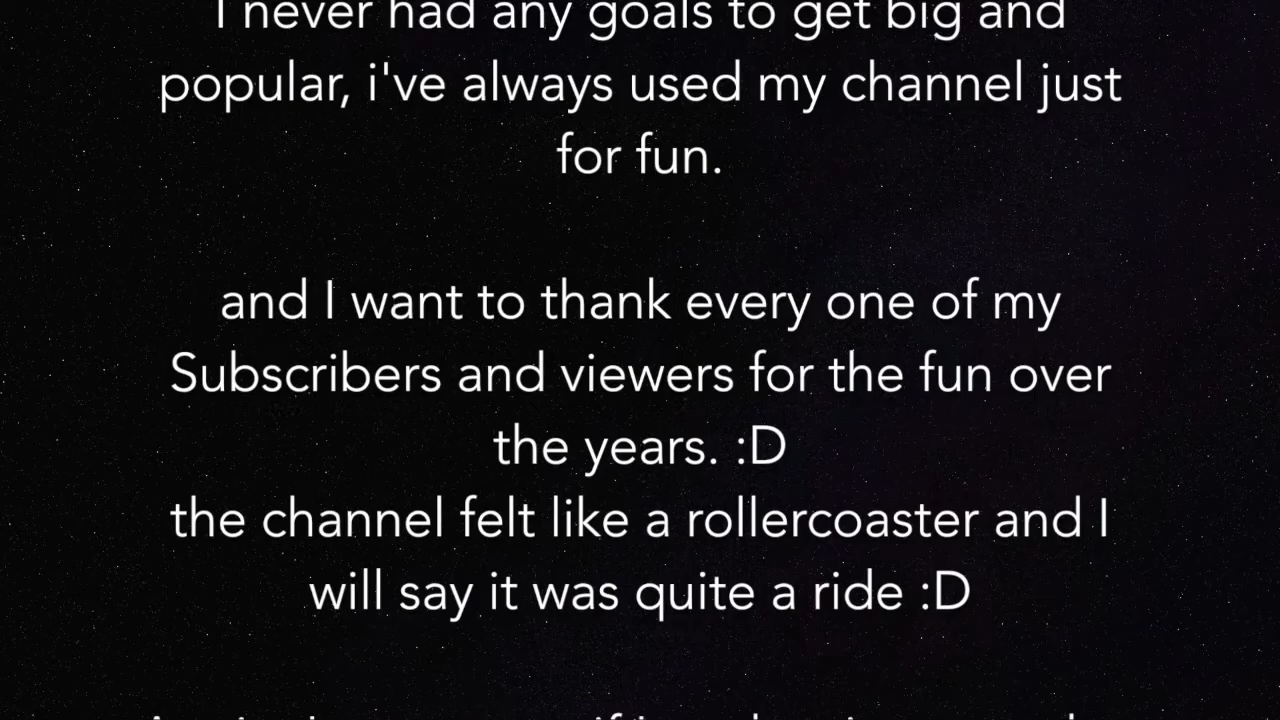 I never had any goals to get big and
popular, i've always used my channel just
for fun.
and I want to thank every one of my
Subscribers and viewers for the fun over
the years. :D
the channel felt like a rollercoaster and I
will say it was quite a ride :D